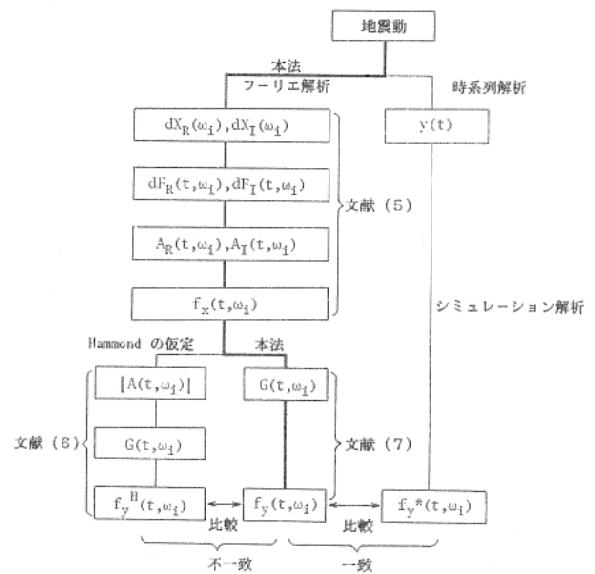 地震動
本法
フーリエ解析
時系列解析
dX_R(ω_i),dX_I(ω_i)
y(t)
dF_R(t,ω_i),dF_I(t,ω_i)
文献 (5)
A_R(t,ω_i),A_I(t,ω_i)
f_x(t,ω_i)
シミュレーション解析
Hammond の仮定
本法
|A(t,ω_i)|
G(t,ω_i)
文献 (6)
G(t,ω_i)
文献 (7)
f_y^H(t,ω_i)
f_y(t,ω_i)
f_y*(t,ω_i)
比較
比較
不一致
一致